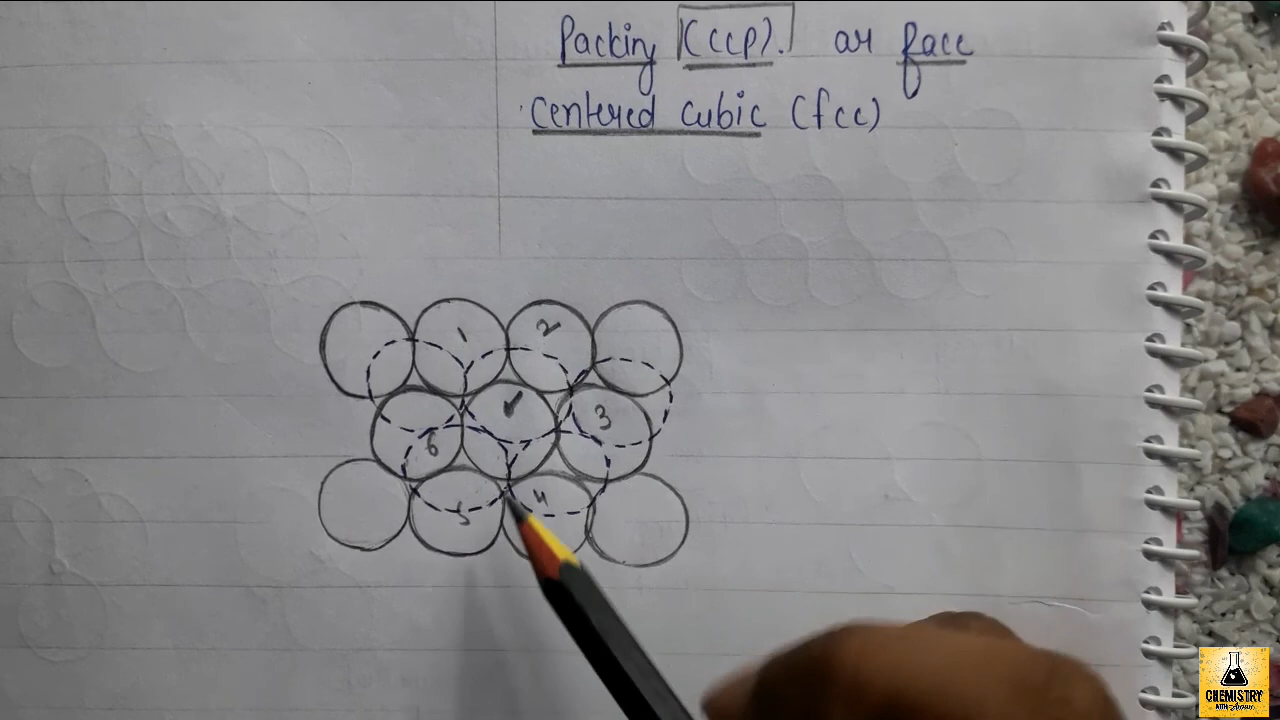 Packing (CCP). or face
centered cubic (fcc)
1 2
6 ✓ 3
5 4
CHEMISTRY